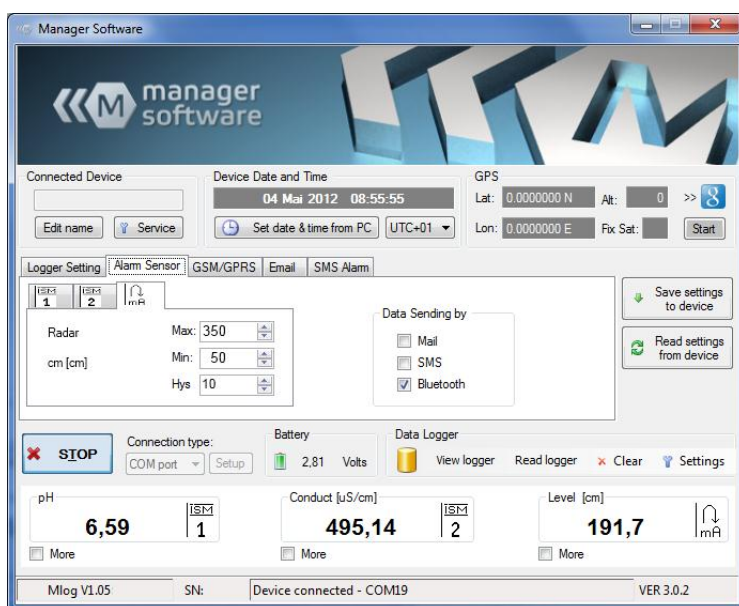 Manager Software
M manager
software
Connected Device
Device Date and Time
GPS
04 Mai 2012 08:55:55
Lat: 0.0000000 N Alt: 0 >> 8
Edit name Service Set date & time from PC UTC+01 Lon: 0.0000000 E Fix Sat: Start
Logger Setting Alarm Sensor GSM/GPRS Email SMS Alarm
ISM 1 ISM 2 mA
Radar Max: 350
cm [cm] Min: 50
Hys 10
Data Sending by
Mail
SMS
Bluetooth
Save settings
to device
Read settings
from device
STOP
Connection type:
COM port Setup
Battery
2,81 Volts
Data Logger
View logger Read logger Clear Settings
pH
6,59
ISM 1
More
Conduct [uS/cm]
495,14
ISM 2
More
Level [cm]
191,7
mA
More
Mlog V1.05 SN: Device connected - COM19 VER 3.0.2